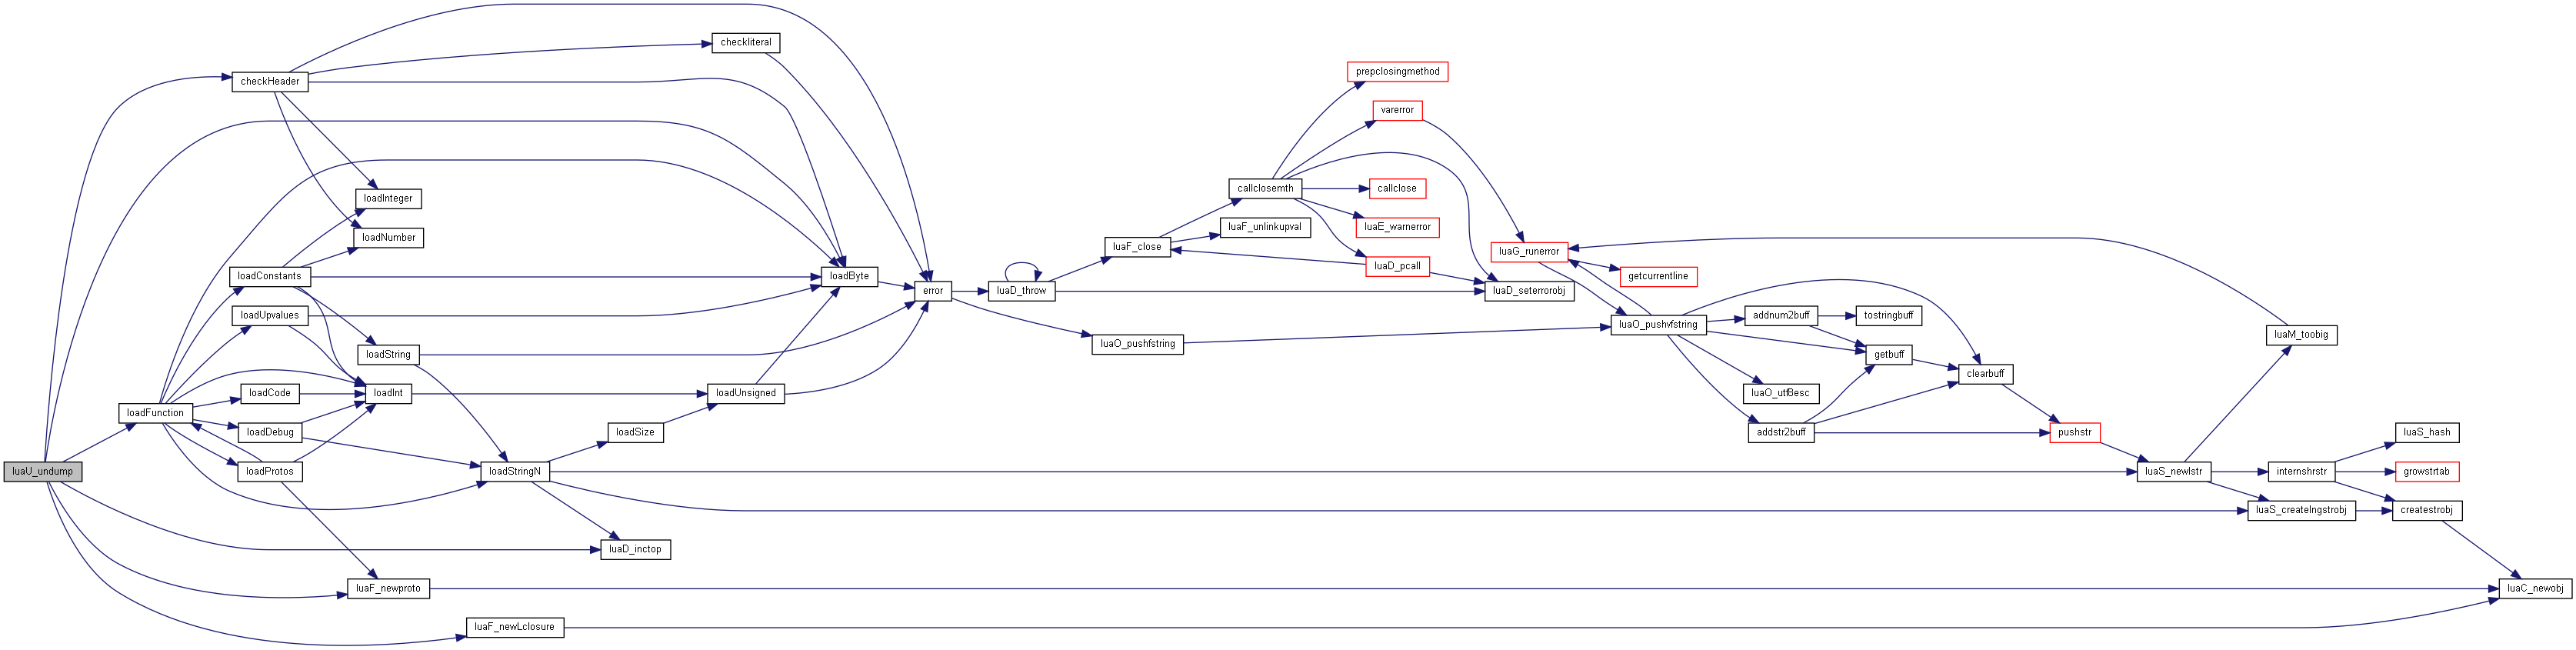 luaU_undump
checkHeader
loadFunction
loadConstants
loadUpvalues
loadCode
loadDebug
loadProtos
loadInteger
loadNumber
loadString
loadInt
luaF_newproto
luaF_newLclosure
loadStringN
loadSize
luaD_inctop
checkliteral
loadUnsigned
loadByte
error
luaD_throw
luaO_pushfstring
luaF_close
callclosemth
luaF_unlinkupval
prepclosingmethod
varerror
callclose
luaE_warnerror
luaD_pcall
luaG_runerror
luaD_seterrorobj
getcurrentline
luaO_pushvfstring
addnum2buff
luaO_utf8esc
addstr2buff
tostringbuff
getbuff
clearbuff
pushstr
luaS_newlstr
luaM_toobig
internshrstr
luaS_createlngstrobj
luaS_hash
growstrtab
createstrobj
luaC_newobj